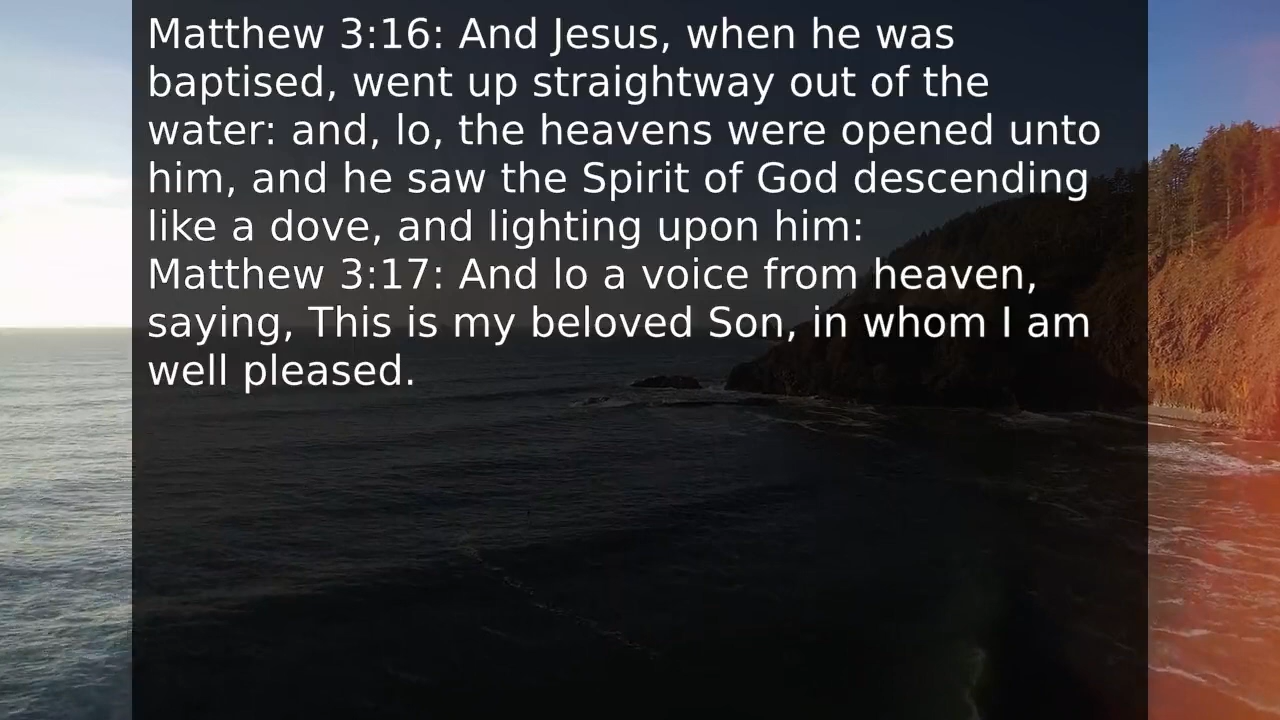 Matthew 3:16: And Jesus, when he was
baptised, went up straightway out of the
water: and, lo, the heavens were opened unto
him, and he saw the Spirit of God descending
like a dove, and lighting upon him:
Matthew 3:17: And lo a voice from heaven,
saying, This is my beloved Son, in whom I am
well pleased.